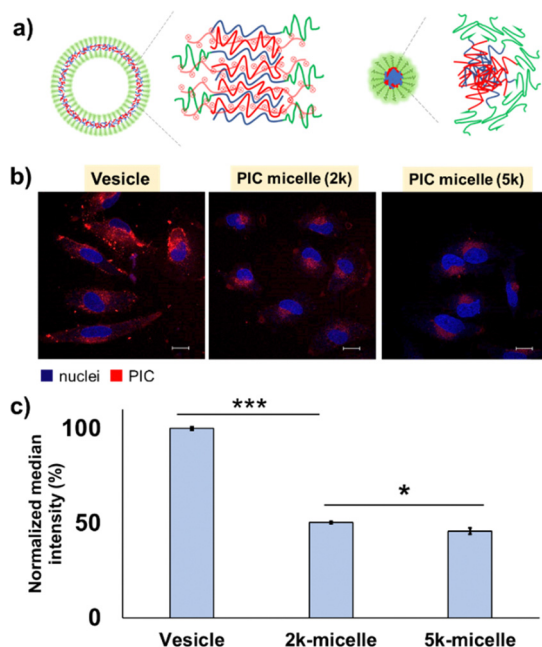 a)
b)
Vesicle
PIC micelle (2k)
PIC micelle (5k)
nuclei
PIC
c)
Normalized median
intensity (%)
100
50
0
***
*
Vesicle
2k-micelle
5k-micelle